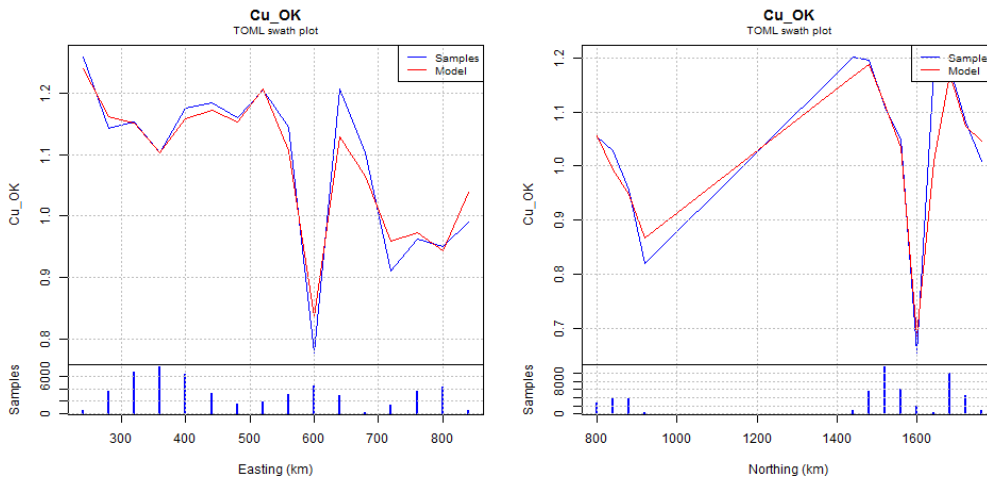 Cu_OK
TOML swath plot
Samples
Model
Cu_OK
1.2
1.1
1.0
0.9
0.8
Samples
6000
0
300 400 500 600 700 800
Easting (km)
Cu_OK
TOML swath plot
Samples
Model
Cu_OK
1.2
1.1
1.0
0.9
0.8
0.7
Samples
8000
0
800 1000 1200 1400 1600
Northing (km)